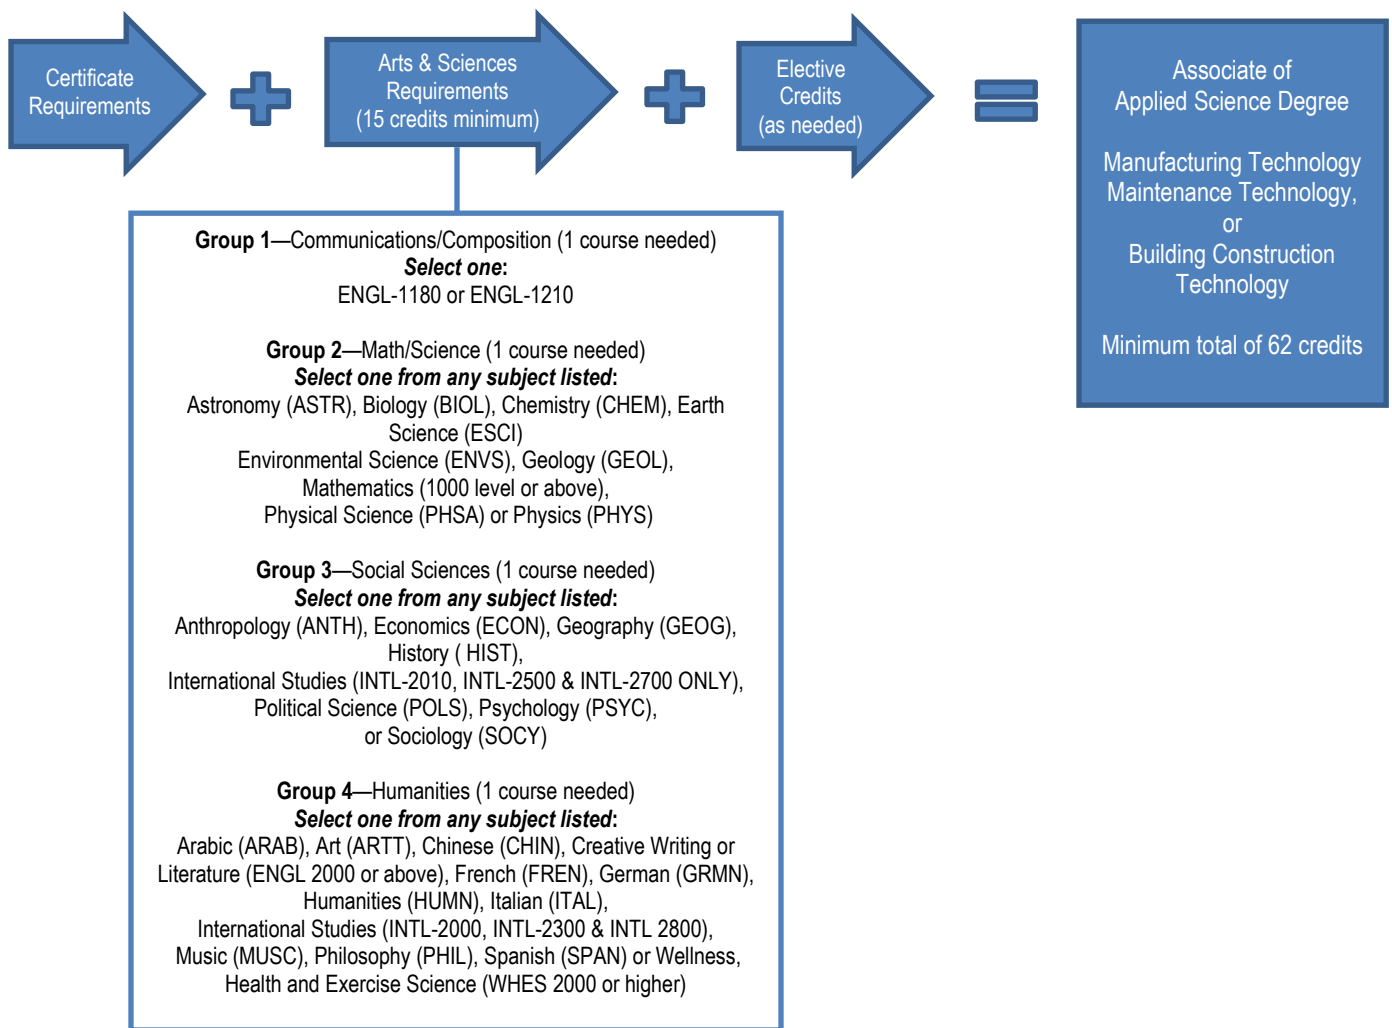 Certificate
Requirements
Arts & Sciences
Requirements
(15 credits minimum)
Elective
Credits
(as needed)
Associate of
Applied Science Degree
Manufacturing Technology
Maintenance Technology,
or
Building Construction
Technology
Minimum total of 62 credits
Group 1—Communications/Composition (1 course needed)
Select one:
ENGL-1180 or ENGL-1210
Group 2—Math/Science (1 course needed)
Select one from any subject listed:
Astronomy (ASTR), Biology (BIOL), Chemistry (CHEM), Earth
Science (ESCI)
Environmental Science (ENVS), Geology (GEOL),
Mathematics (1000 level or above),
Physical Science (PHSA) or Physics (PHYS)
Group 3—Social Sciences (1 course needed)
Select one from any subject listed:
Anthropology (ANTH), Economics (ECON), Geography (GEOG),
History ( HIST),
International Studies (INTL-2010, INTL-2500 & INTL-2700 ONLY),
Political Science (POLS), Psychology (PSYC),
or Sociology (SOCY)
Group 4—Humanities (1 course needed)
Select one from any subject listed:
Arabic (ARAB), Art (ARTT), Chinese (CHIN), Creative Writing or
Literature (ENGL 2000 or above), French (FREN), German (GRMN),
Humanities (HUMN), Italian (ITAL),
International Studies (INTL-2000, INTL-2300 & INTL 2800),
Music (MUSC), Philosophy (PHIL), Spanish (SPAN) or Wellness,
Health and Exercise Science (WHES 2000 or higher)